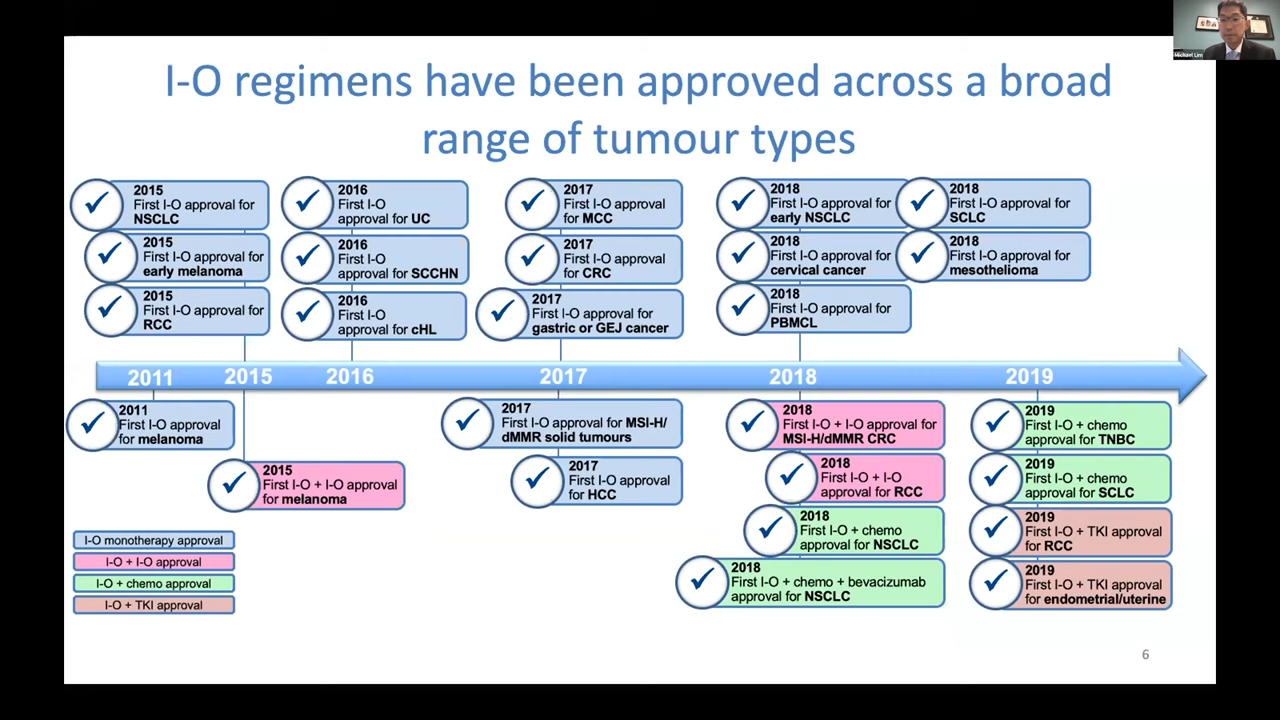 Michael Lim
I-O regimens have been approved across a broad
range of tumour types
2015
First I-O approval for
NSCLC
2015
First I-O approval for
early melanoma
2015
First I-O approval for
RCC
2016
First I-O
approval for UC
2016
First I-O
approval for SCCHN
2016
First I-O
approval for cHL
2017
First I-O approval
for MCC
2017
First I-O approval
for CRC
2017
First I-O approval for
gastric or GEJ cancer
2018
First I-O approval for
early NSCLC
2018
First I-O approval for
cervical cancer
2018
First I-O approval for
PBMCL
2018
First I-O approval for
SCLC
2018
First I-O approval for
mesothelioma
2011 2015 2016 2017 2018 2019
2011
First I-O approval
for melanoma
2015
First I-O + I-O approval
for melanoma
2017
First I-O approval for MSI-H/
dMMR solid tumours
2017
First I-O approval
for HCC
2018
First I-O + I-O approval for
MSI-H/dMMR CRC
2018
First I-O + I-O
approval for RCC
2018
First I-O + chemo
approval for NSCLC
2018
First I-O + chemo + bevacizumab
approval for NSCLC
2019
First I-O + chemo
approval for TNBC
2019
First I-O + chemo
approval for SCLC
2019
First I-O + TKI approval
for RCC
2019
First I-O + TKI approval
for endometrial/uterine
I-O monotherapy approval
I-O + I-O approval
I-O + chemo approval
I-O + TKI approval
6